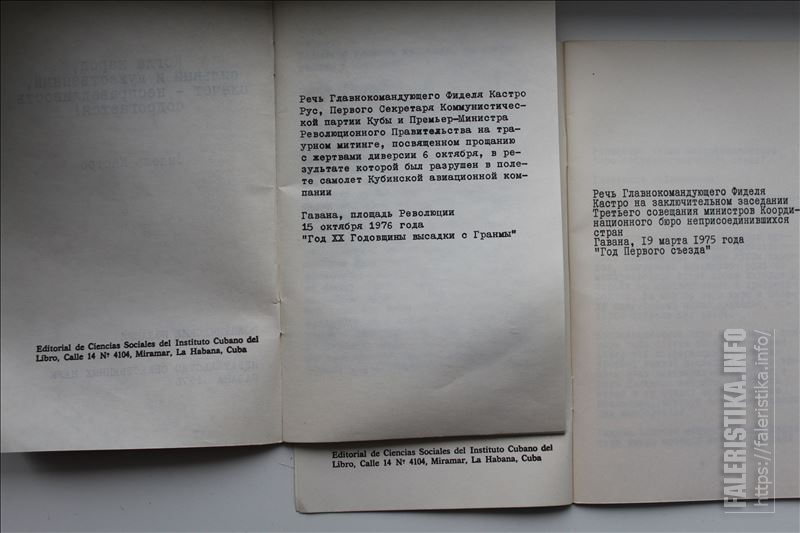 Речь Главнокомандующего Фиделя Кастро
Рус, Первого Секретаря Коммунистичес-
кой партии Кубы и Премьер-Министра
Революционного Правительства на тра-
урном митинге, посвященном прощанию
с жертвами диверсии 6 октября, в ре-
зультате которой был разрушен в поле-
те самолет Кубинской авиационной ком-
пании
Гавана, площадь Революции
15 октября 1976 года
"Год XX Годовщины высадки с Гранмы"
Editorial de Ciencias Sociales del Instituto Cubano del
Libro, Calle 14 Nº 4104, Miramar, La Habana, Cuba
Речь Главнокомандующего Фиделя
Кастро на заключительном заседании
Третьего совещания министров Коорди-
национного бюро неприсоединившихся
стран
Гавана, 19 марта 1975 года
"Год Первого съезда"
Editorial de Ciencias Sociales del Instituto Cubano del
Libro, Calle 14 Nº 4104, Miramar, La Habana, Cuba
FALERISTIKA.INFO
https://faleristika.info/